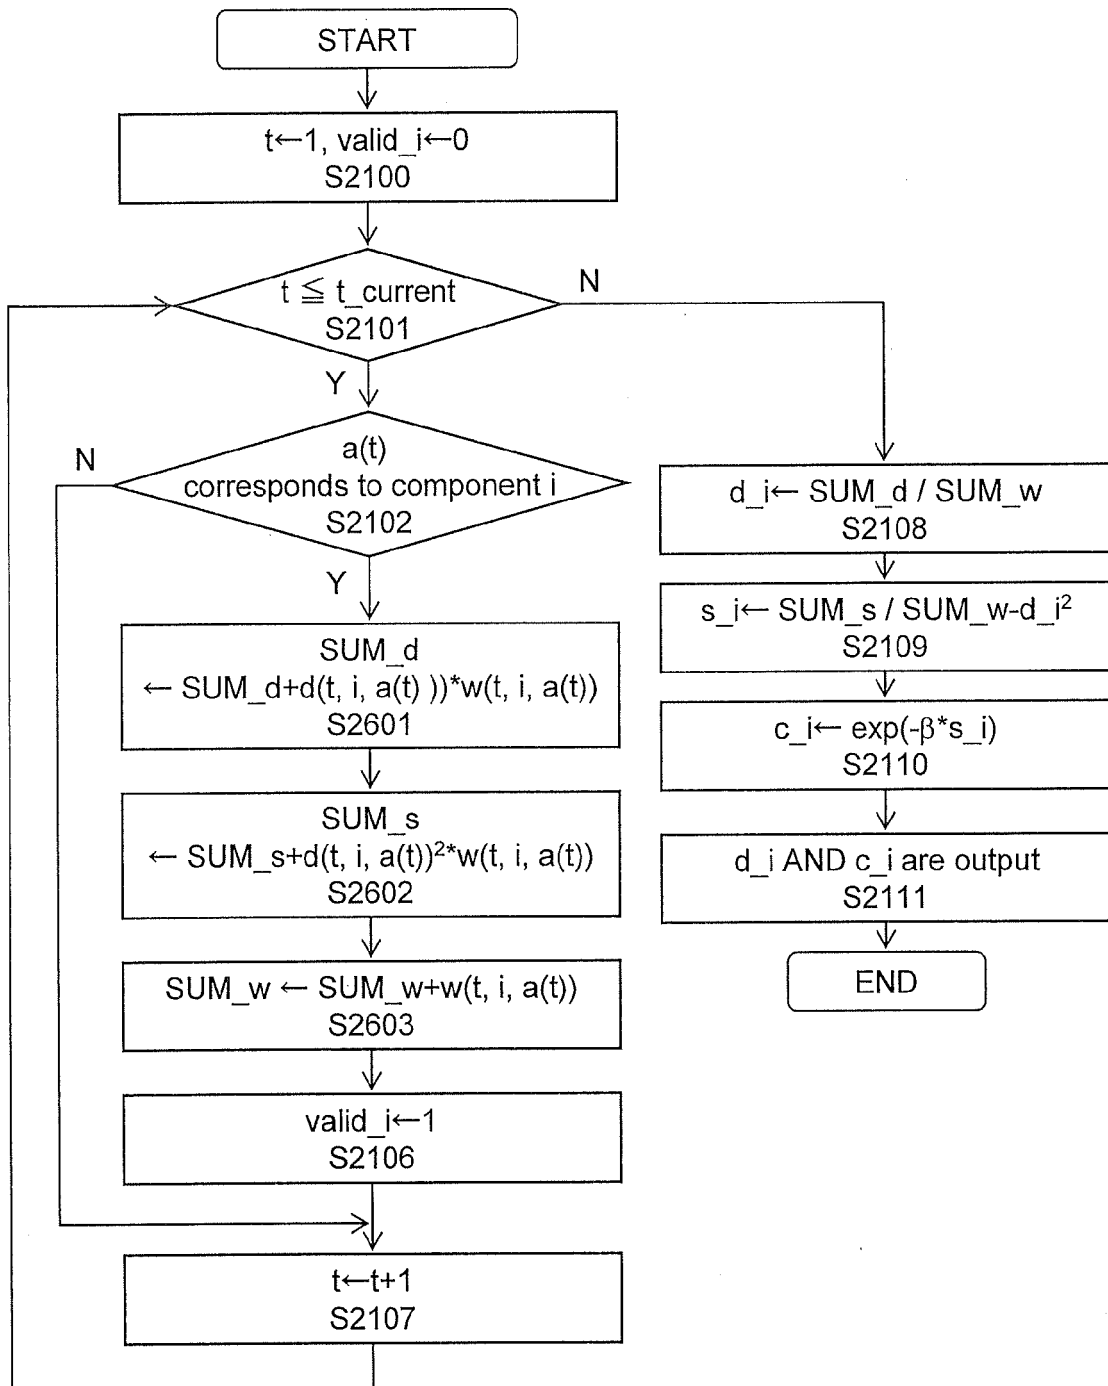 START
t←1, valid_i←0
S2100
t ≦ t_current
S2101
N
Y
a(t)
corresponds to component i
S2102
N
Y
SUM_d
← SUM_d+d(t, i, a(t) ))*w(t, i, a(t))
S2601
SUM_s
← SUM_s+d(t, i, a(t))²*w(t, i, a(t))
S2602
SUM_w ← SUM_w+w(t, i, a(t))
S2603
valid_i←1
S2106
t←t+1
S2107
d_i← SUM_d / SUM_w
S2108
s_i← SUM_s / SUM_w-d_i²
S2109
c_i← exp(-β*s_i)
S2110
d_i AND c_i are output
S2111
END